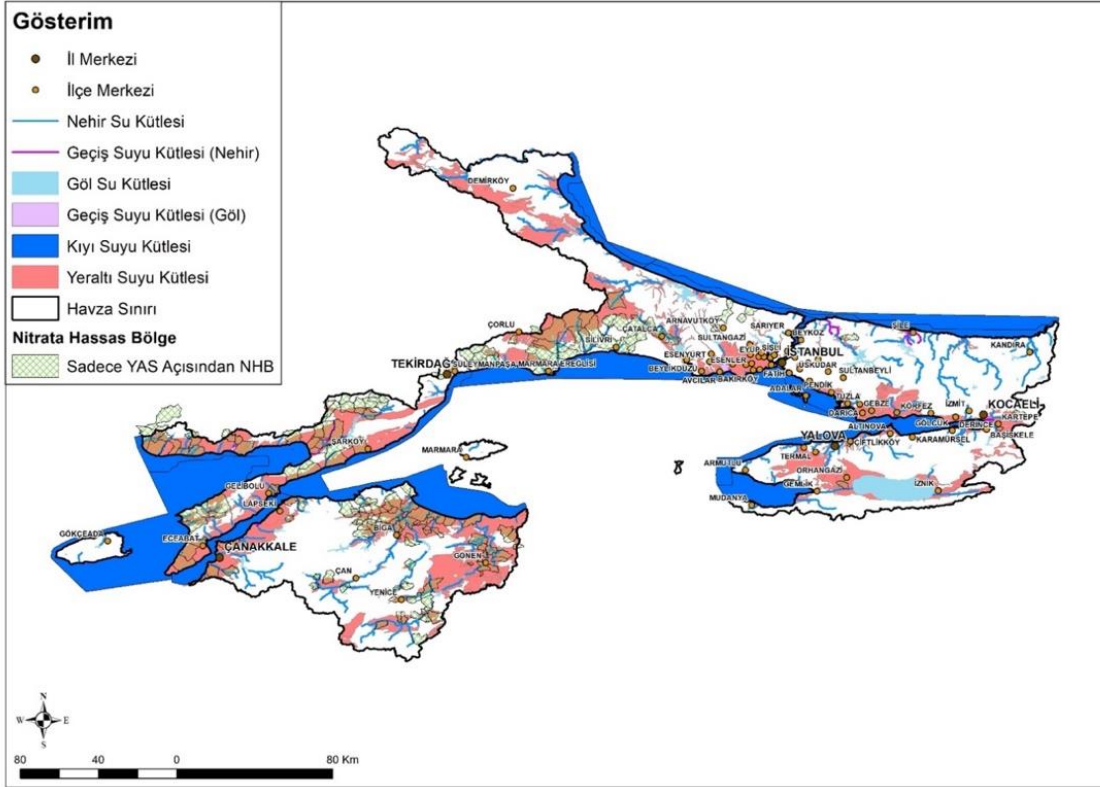 Gösterim
İl Merkezi
İlçe Merkezi
Nehir Su Kütlesi
Geçiş Suyu Kütlesi (Nehir)
Göl Su Kütlesi
Geçiş Suyu Kütlesi (Göl)
Kıyı Suyu Kütlesi
Yeraltı Suyu Kütlesi
Havza Sınırı
Nitrata Hassas Bölge
Sadece YAS Açısından NHB
DEMİRKÖY
ÇORLU
SİLİVRİ
ÇATALCA
ARNAVUTKÖY
SULTANGAZİ
SARIYER
BEYKOZ
ŞİLE
KANDIRA
EYÜP
ŞİŞLİ
İSTANBUL
ESENYURT
ESENLER
ÜSKÜDAR
SULTANBEYLİ
TEKİRDAĞ
SÜLEYMANPAŞA
MARMARA EREĞLİSİ
BEYLİKDÜZÜ
AVCILAR
BAKIRKÖY
FATİH
ADALAR
PENDİK
TUZLA
GEBZE
DARICA
KÖRFEZ
İZMİT
KOCAELİ
KARTEPE
GÖLCÜK
DERİNCE
BAŞİSKELE
ALTINOVA
YALOVA
ÇİFTLİKKÖY
KARAMÜRSEL
ŞARKÖY
MARMARA
ARMUTLU
TERMAL
ORHANGAZİ
GEMLİK
İZNİK
MUDANYA
GELİBOLU
LAPSEKİ
GÖKÇEADA
ECEABAT
ÇANAKKALE
BİGA
GÖNEN
ÇAN
YENİCE
N
W E
S
80 40 0 80 Km